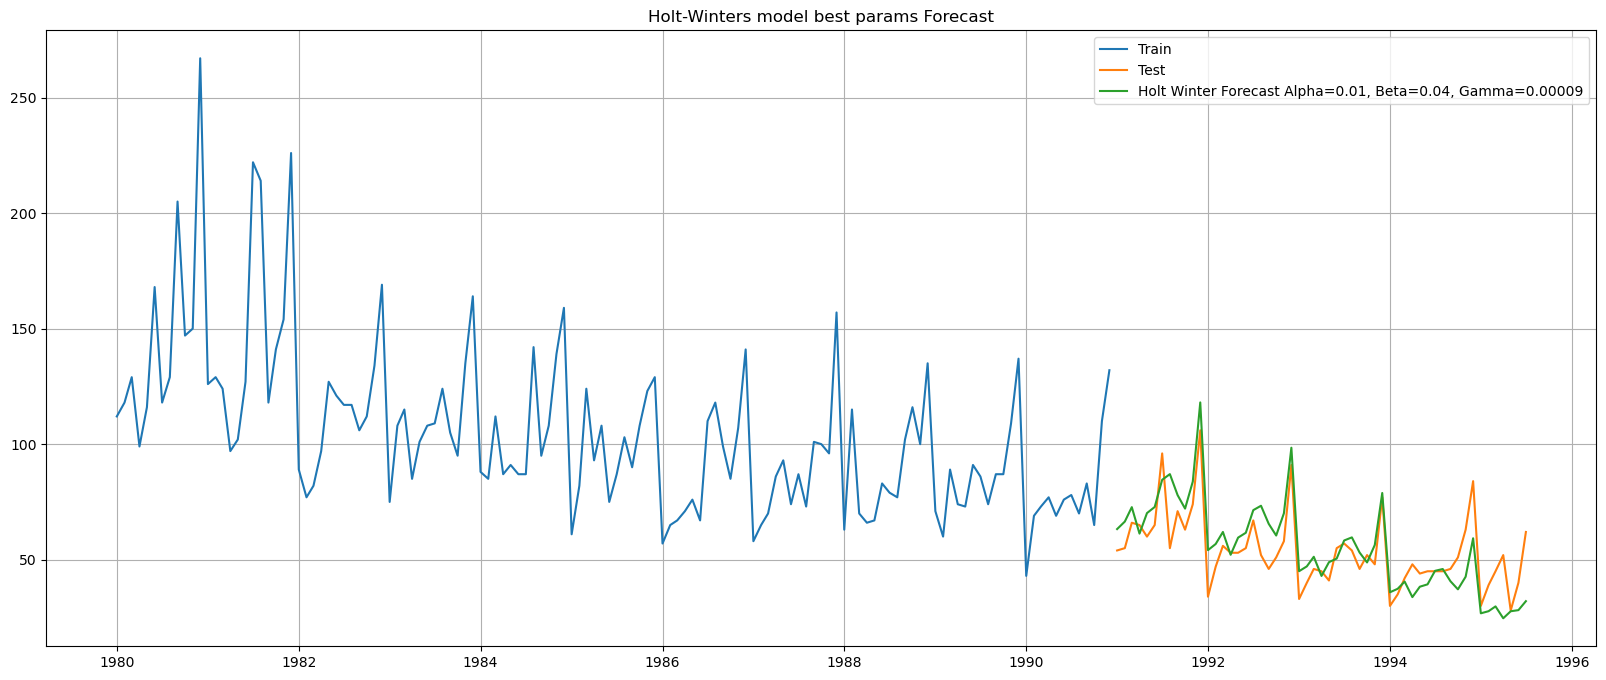 Holt-Winters model best params Forecast
Train
Test
Holt Winter Forecast Alpha=0.01, Beta=0.04, Gamma=0.00009
250
200
150
100
50
1980 1982 1984 1986 1988 1990 1992 1994 1996